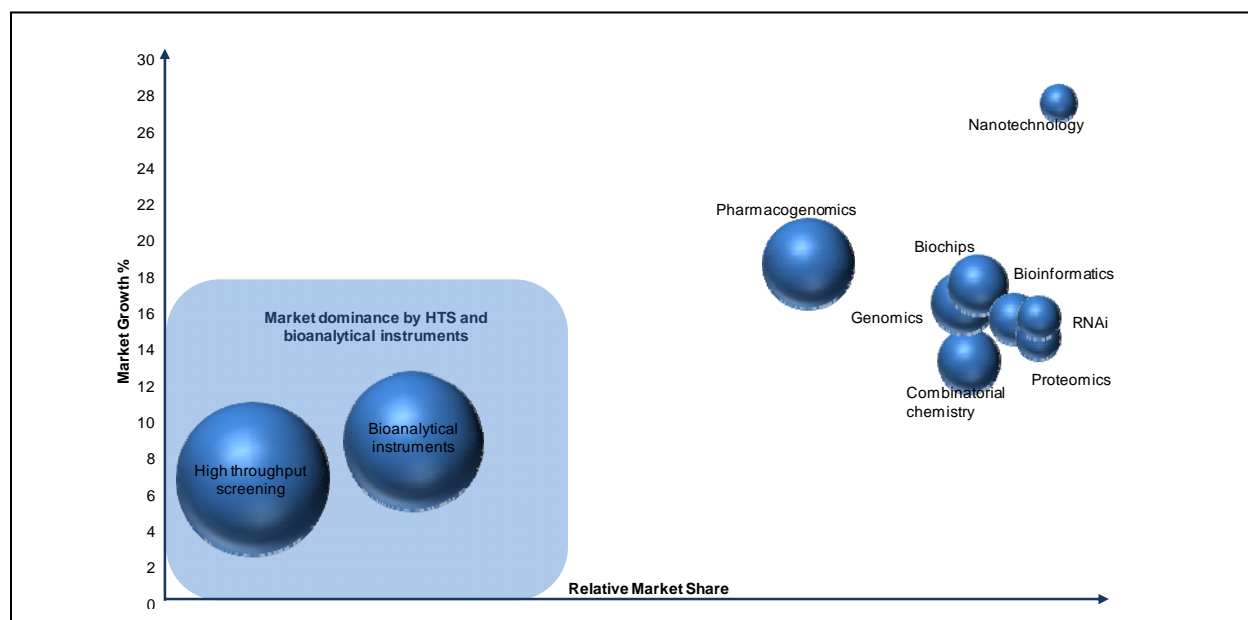 30
28
26
24
22
20
18
16
14
12
10
8
6
4
2
0
Market Growth %
Nanotechnology
Pharmacogenomics
Biochips
Bioinformatics
Genomics
RNAi
Proteomics
Combinatorial
chemistry
Market dominance by HTS and
bioanalytical instruments
Bioanalytical
instruments
High throughput
screening
Relative Market Share